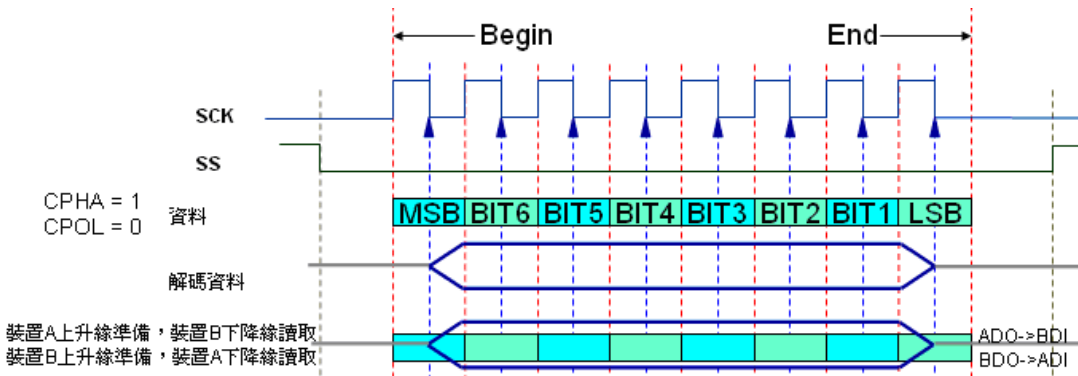 Begin
End
SCK
SS
CPHA = 1
CPOL = 0
資料
MSB BIT6 BIT5 BIT4 BIT3 BIT2 BIT1 LSB
解碼資料
裝置A上升緣準備，裝置B下降緣讀取
裝置B上升緣準備，裝置A下降緣讀取
ADO->BDI
BDO->ADI